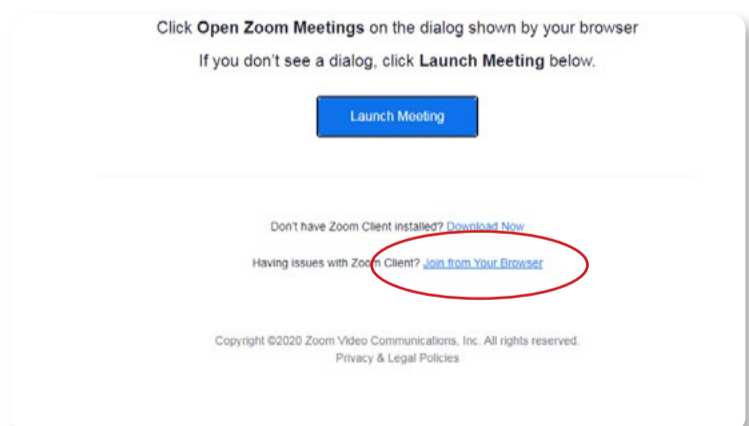 Click Open Zoom Meetings on the dialog shown by your browser
If you don't see a dialog, click Launch Meeting below.
Launch Meeting
Don't have Zoom Client installed? Download Now
Having issues with Zoom Client? Join from Your Browser
Copyright ©2020 Zoom Video Communications, Inc. All rights reserved.
Privacy & Legal Policies